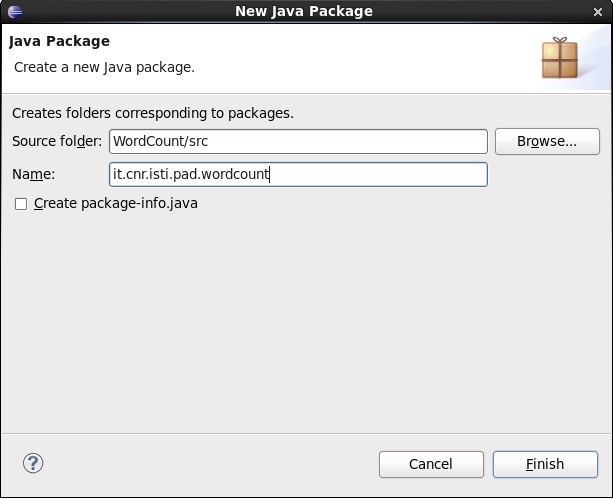 New Java Package
Java Package
Create a new Java package.
Creates folders corresponding to packages.
Source folder: WordCount/src Browse...
Name: it.cnr.isti.pad.wordcount
Create package-info.java
? Cancel Finish